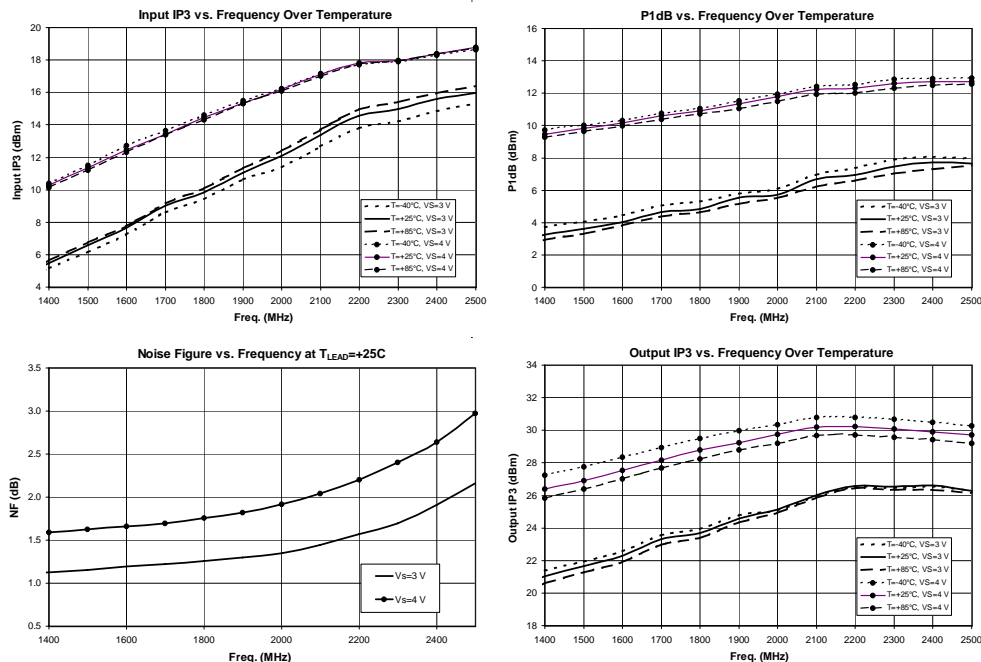 Input IP3 vs. Frequency Over Temperature
20
18
16
14
12
10
8
6
4
Input IP3 (dBm)
1400 1500 1600 1700 1800 1900 2000 2100 2200 2300 2400 2500
Freq. (MHz)
T=-40°C, VS=3 V
T=+25°C, VS=3 V
T=+85°C, VS=3 V
T=-40°C, VS=4 V
T=+25°C, VS=4 V
T=+85°C, VS=4 V
P1dB vs. Frequency Over Temperature
16
14
12
10
8
6
4
2
0
P1dB (dBm)
1400 1500 1600 1700 1800 1900 2000 2100 2200 2300 2400 2500
Freq. (MHz)
T=-40°C, VS=3 V
T=+25°C, VS=3 V
T=+85°C, VS=3 V
T=-40°C, VS=4 V
T=+25°C, VS=4 V
T=+85°C, VS=4 V
Noise Figure vs. Frequency at TLEAD=+25C
3.5
3.0
2.5
2.0
1.5
1.0
0.5
NF (dB)
1400 1600 1800 2000 2200 2400
Freq. (MHz)
Vs=3 V
Vs=4 V
Output IP3 vs. Frequency Over Temperature
34
32
30
28
26
24
22
20
18
Output IP3 (dBm)
1400 1500 1600 1700 1800 1900 2000 2100 2200 2300 2400 2500
Freq. (MHz)
T=-40°C, VS=3 V
T=+25°C, VS=3 V
T=+85°C, VS=3 V
T=-40°C, VS=4 V
T=+25°C, VS=4 V
T=+85°C, VS=4 V